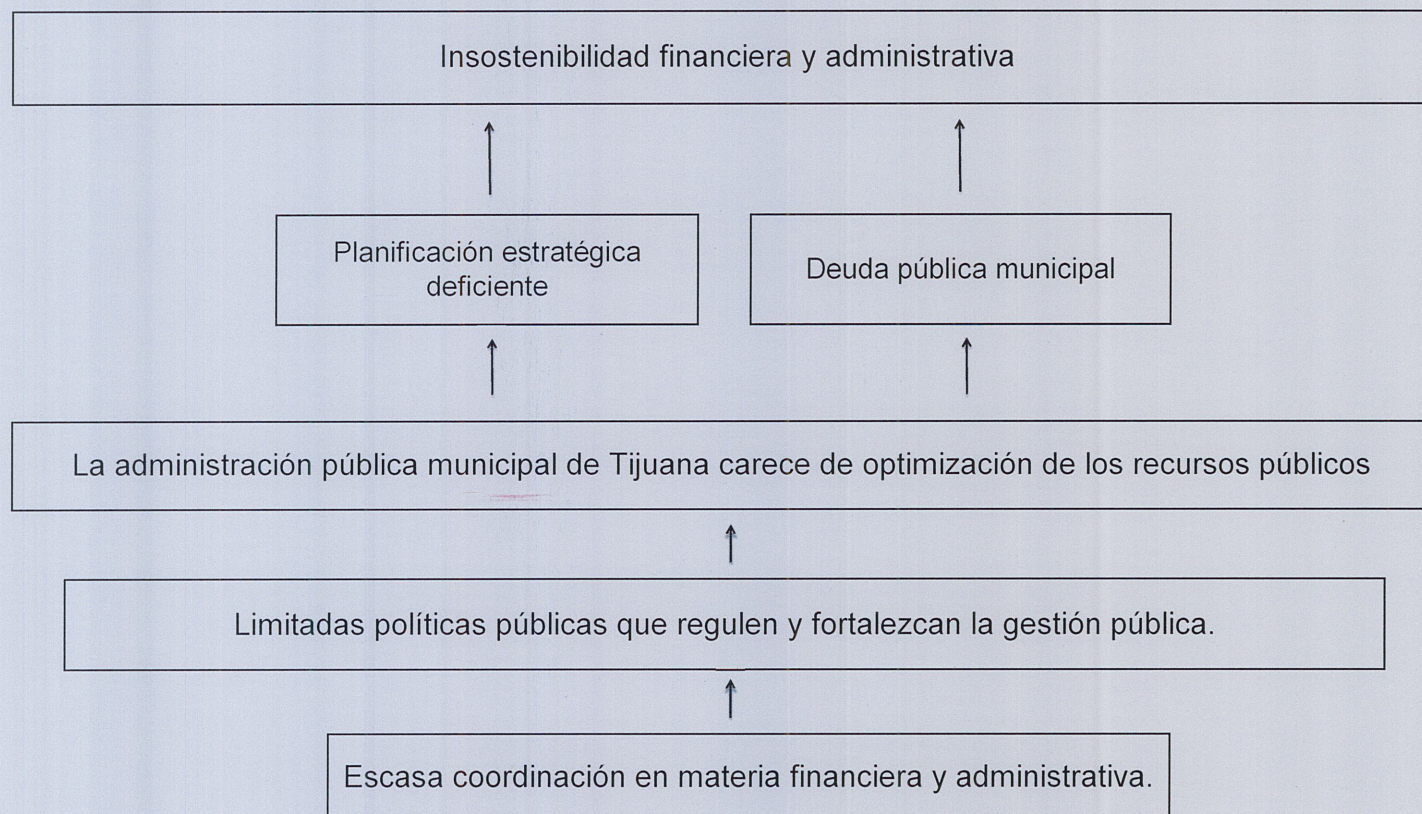 Insostenibilidad financiera y administrativa
Planificación estratégica
deficiente
Deuda pública municipal
La administración pública municipal de Tijuana carece de optimización de los recursos públicos
Limitadas políticas públicas que regulen y fortalezcan la gestión pública.
Escasa coordinación en materia financiera y administrativa.